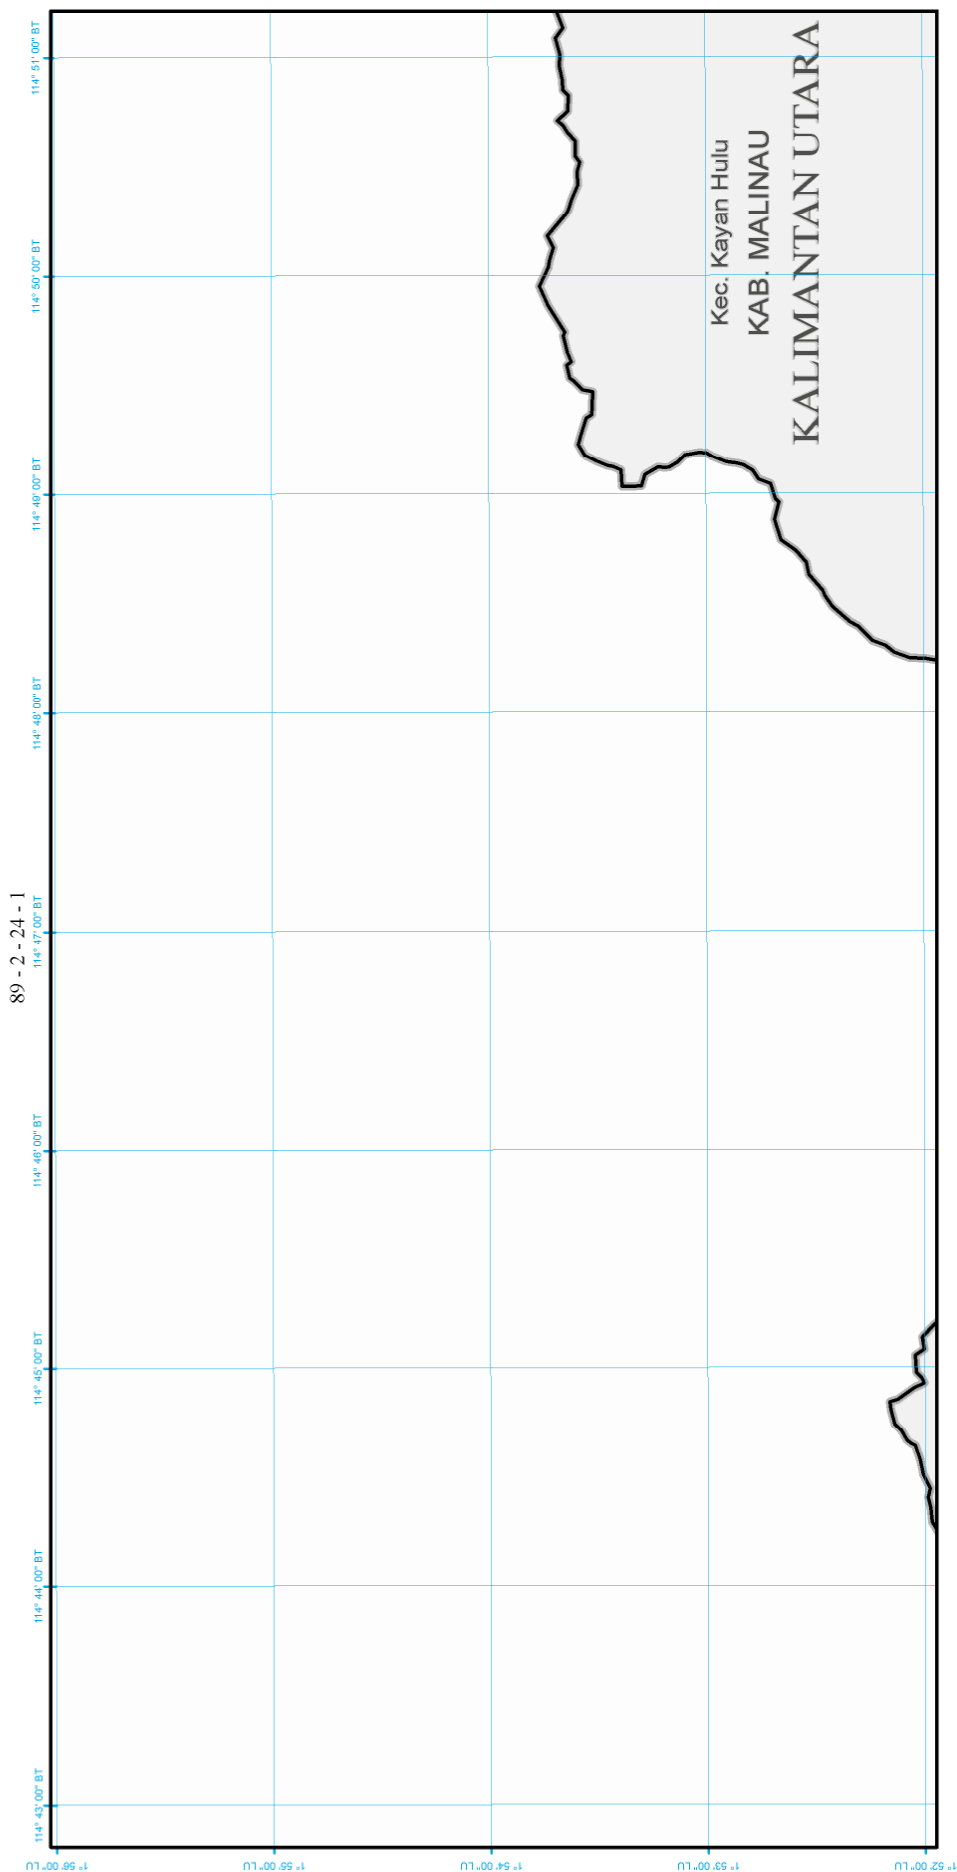 89 - 2 - 24 - 1
114° 43' 00" BT
114° 44' 00" BT
114° 45' 00" BT
114° 46' 00" BT
114° 47' 00" BT
114° 48' 00" BT
114° 49' 00" BT
114° 50' 00" BT
114° 51' 00" BT
1° 56' 00" LU
1° 55' 00" LU
1° 54' 00" LU
1° 53' 00" LU
1° 52' 00" LU
Kec. Kayan Hulu
KAB. MALINAU
KALIMANTAN UTARA